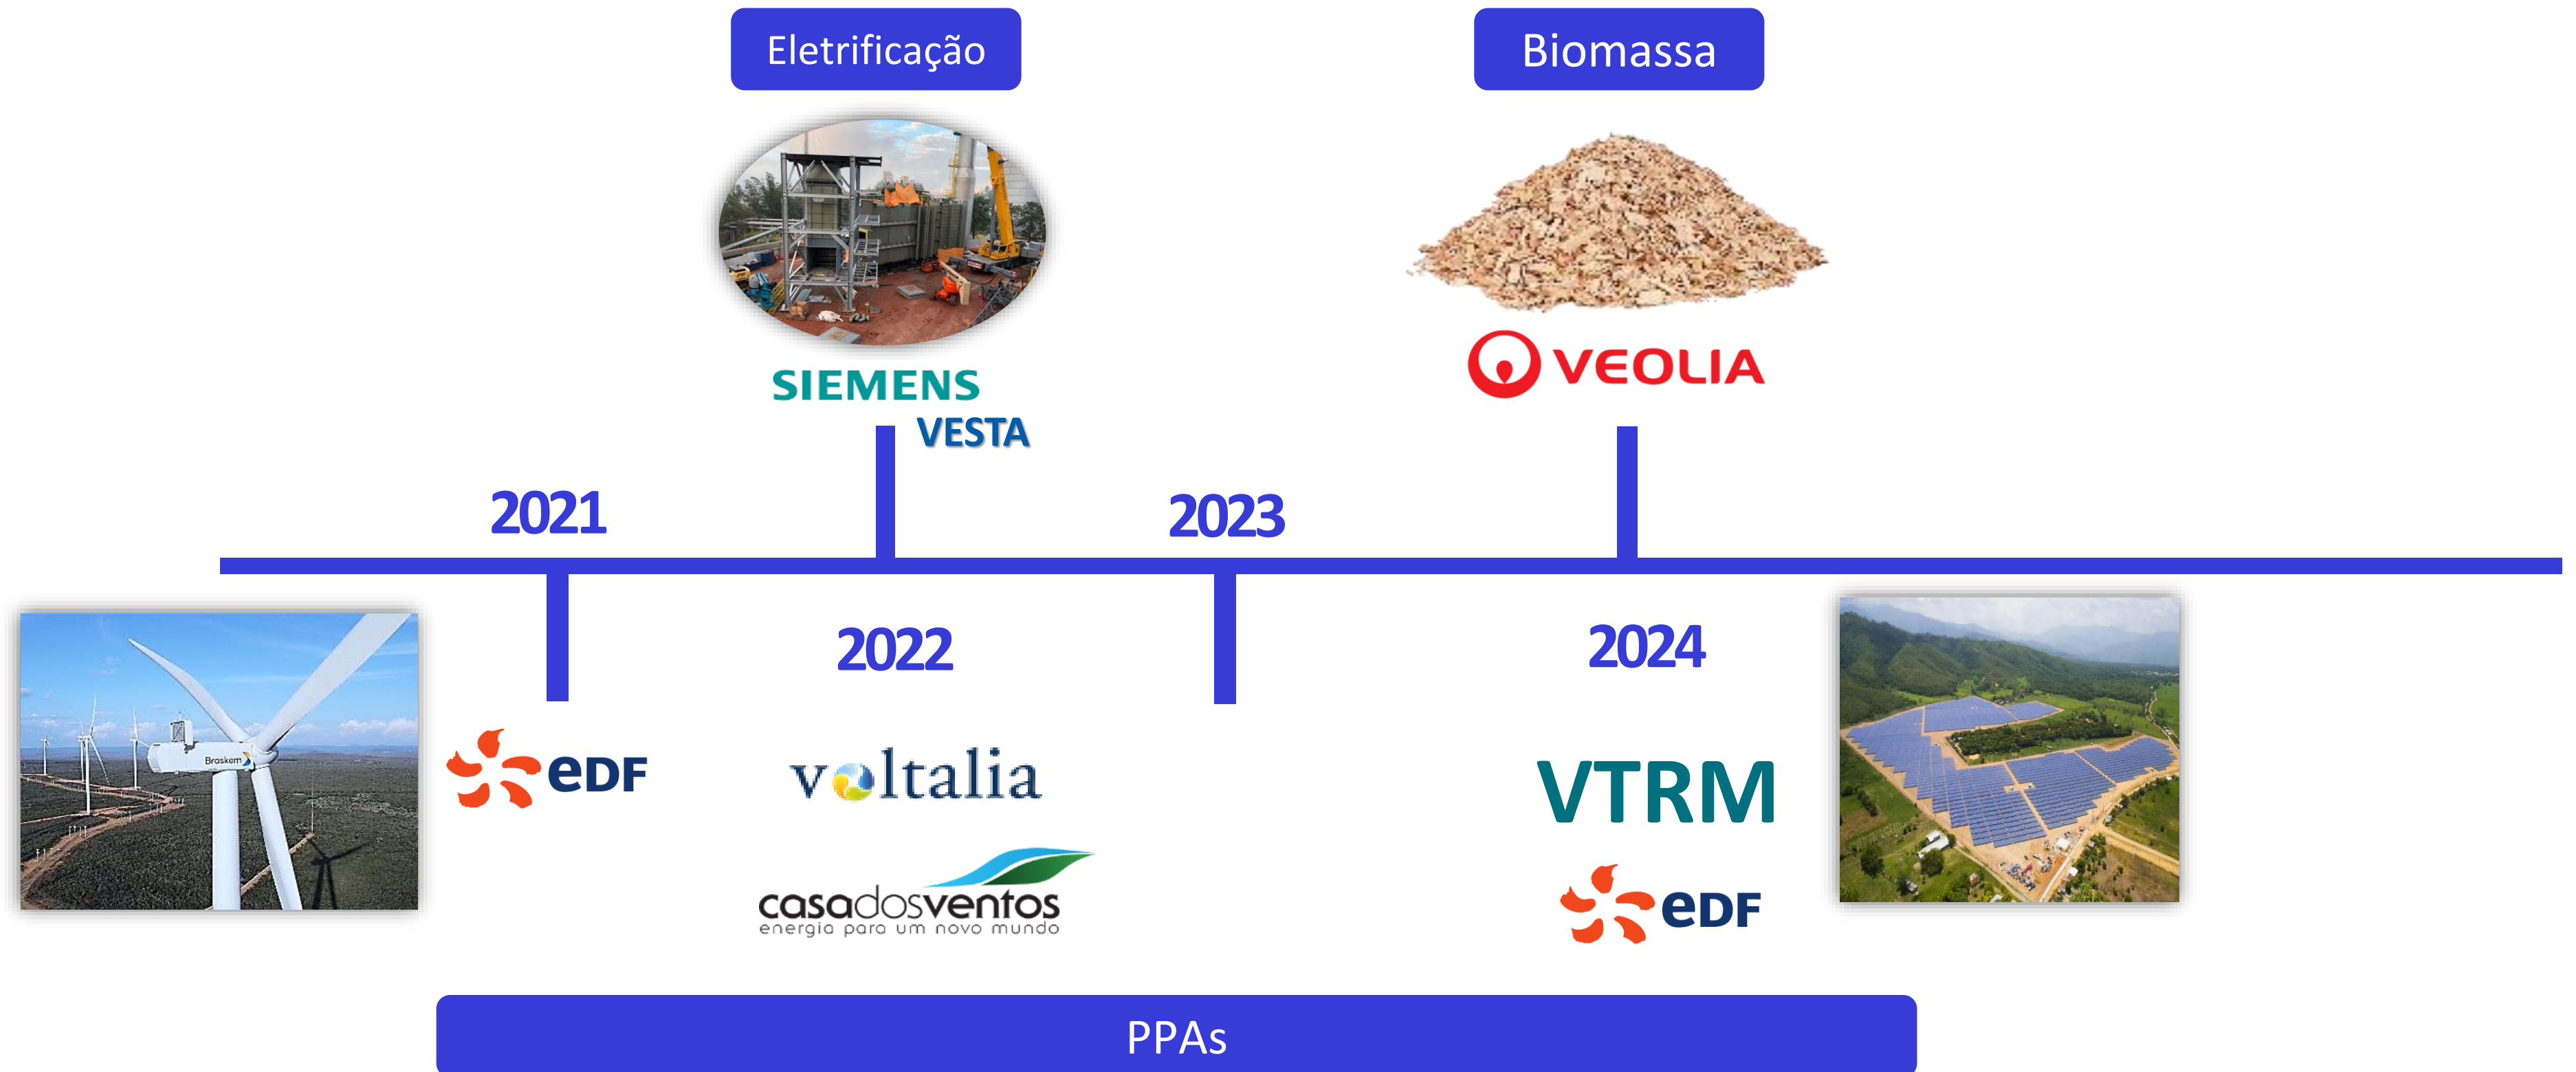 Eletrificação
Biomassa
SIEMENS
VESTA
VEOLIA
2021
2023
2022
2024
Braskem
eDF
voltalia
VTRM
casadosventos
energia para um novo mundo
eDF
PPAs